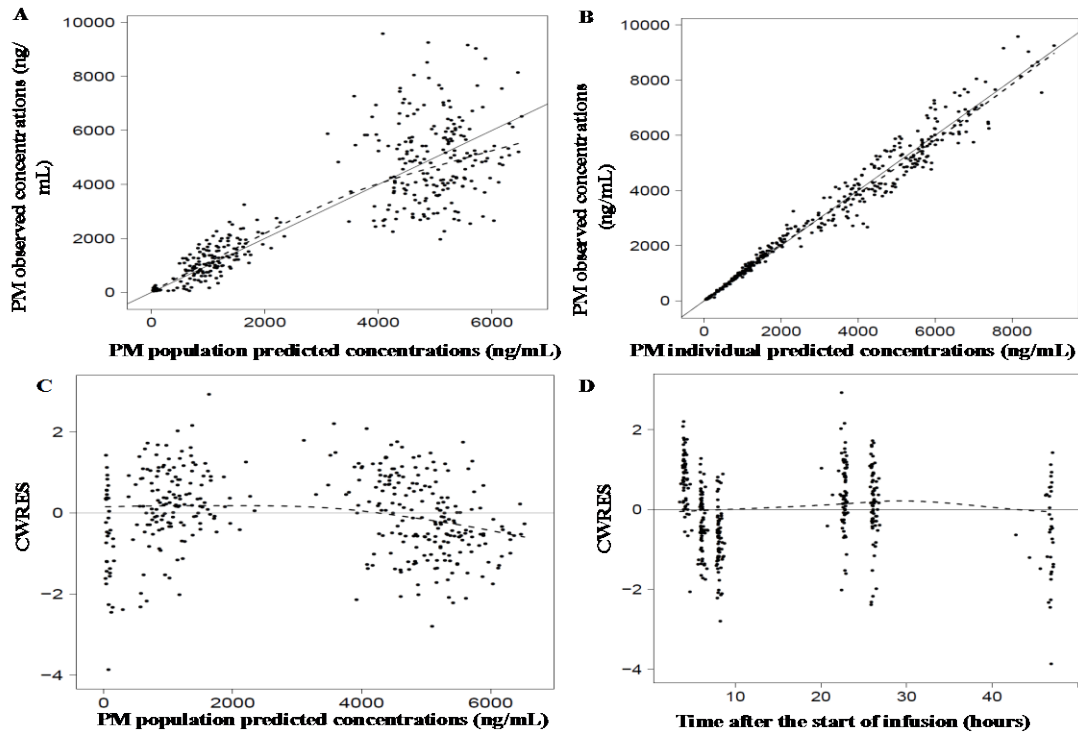 A
PM observed concentrations (ng/
mL)
10000
8000
6000
4000
2000
0
0 2000 4000 6000
PM population predicted concentrations (ng/mL)
B
PM observed concentrations
(ng/mL)
10000
8000
6000
4000
2000
0
0 2000 4000 6000 8000
PM individual predicted concentrations (ng/mL)
C
CWRES
2
0
−2
−4
0 2000 4000 6000
PM population predicted concentrations (ng/mL)
D
CWRES
2
0
−2
−4
10 20 30 40
Time after the start of infusion (hours)